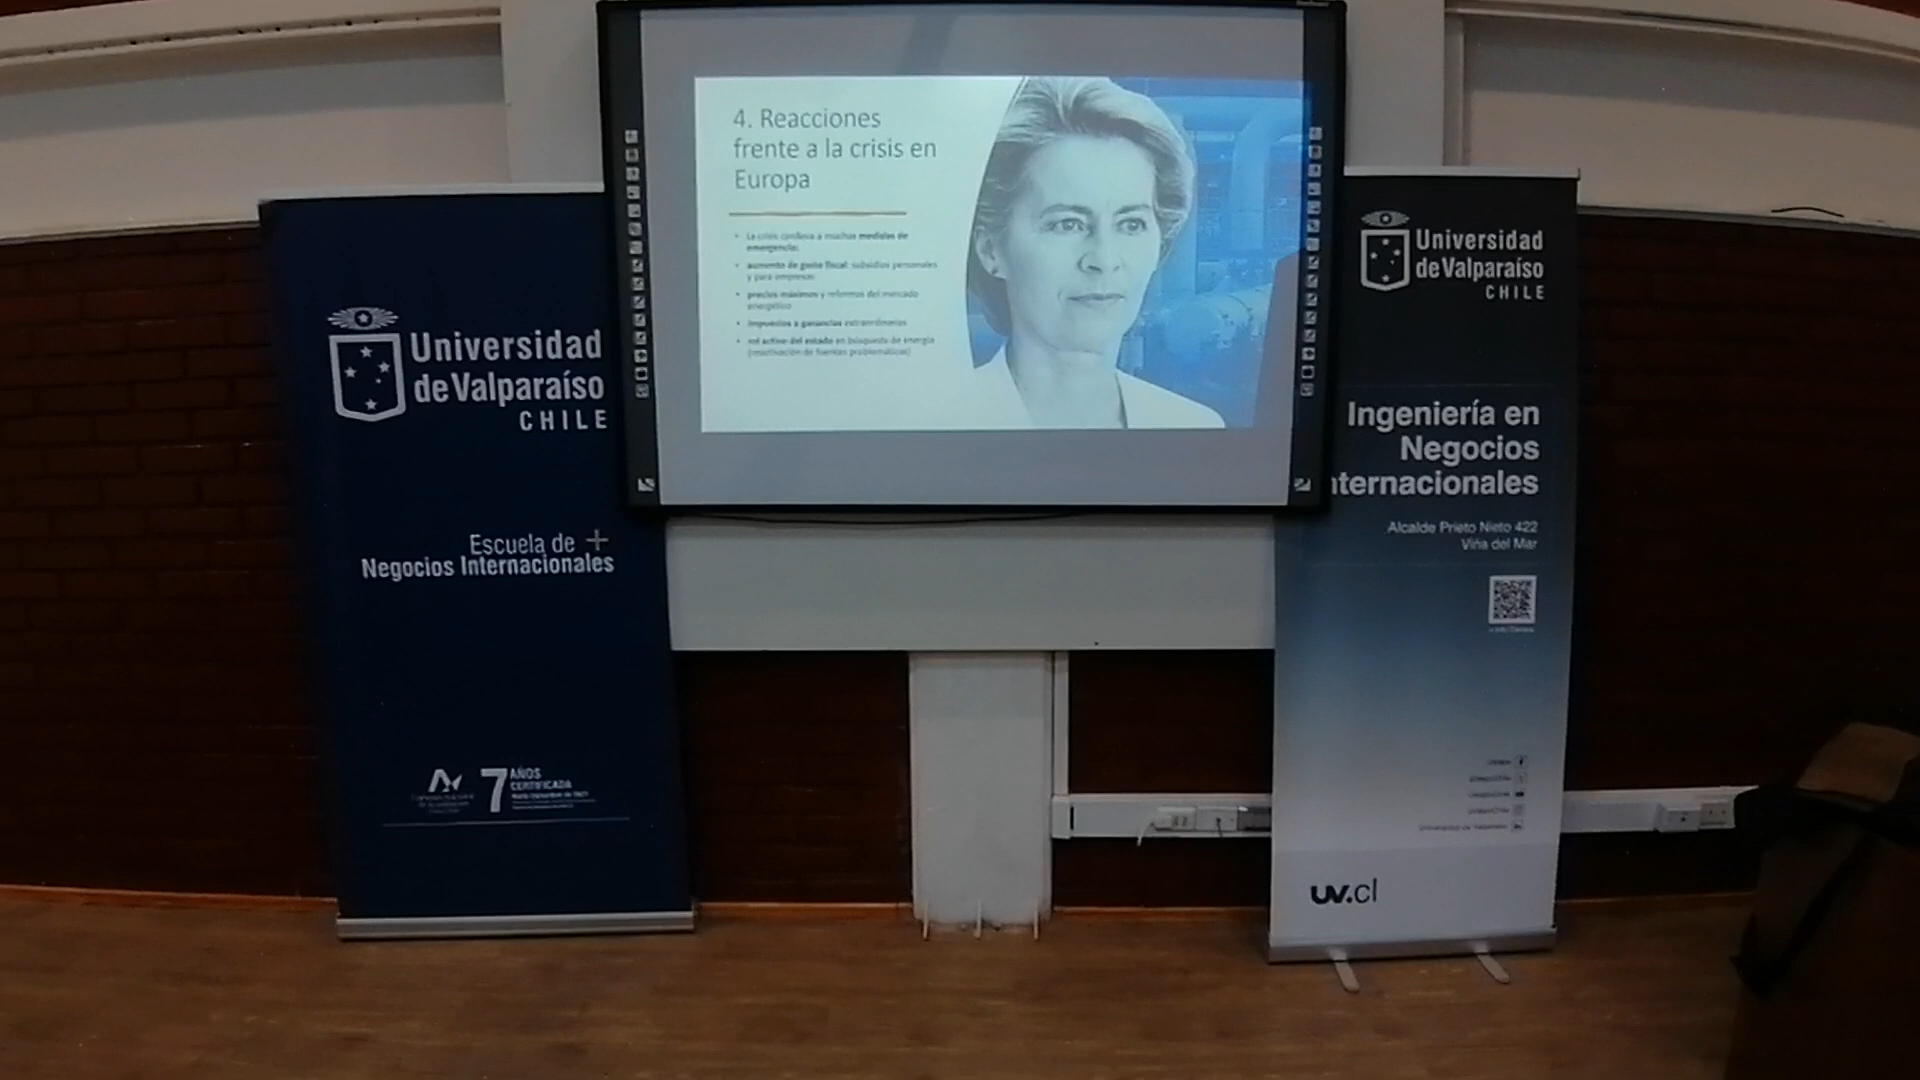 4. Reacciones
frente a la crisis en
Europa
La crisis conlleva a muchas medidas de
emergencia:
aumento de gasto fiscal: subsidios personales
y para empresas
precios máximos y reformas del mercado
energético
impuestos a ganancias extraordinarias
rol activo del estado en búsqueda de energía
(reactivación de fuentes problemáticas)
Universidad
de Valparaíso
CHILE
Escuela de +
Negocios Internacionales
7 AÑOS
CERTIFICADA
Universidad
de Valparaíso
CHILE
Ingeniería en
Negocios
nternacionales
Alcalde Prieto Nieto 422
Viña del Mar
uv.cl